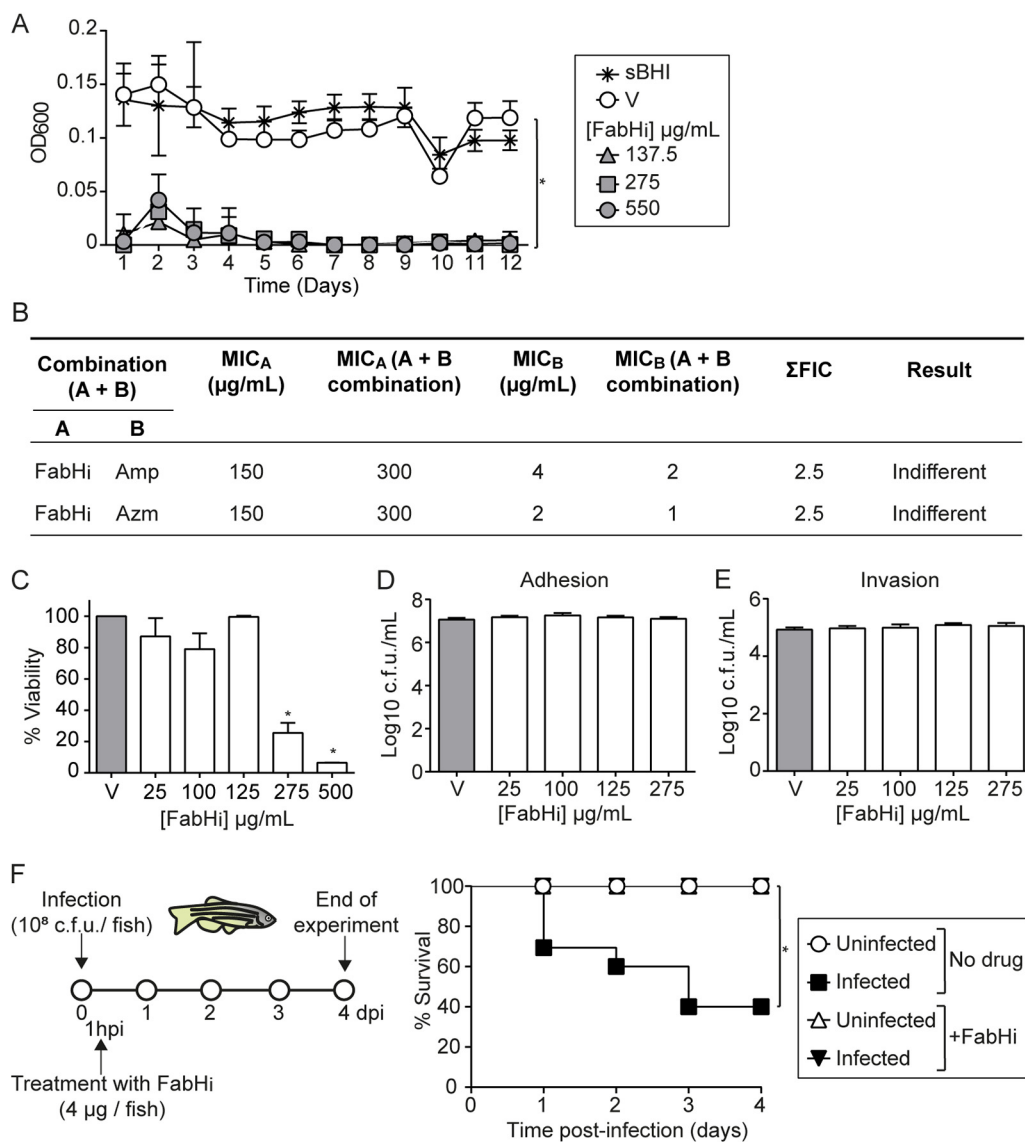 A
0.2
0.15
0.1
0.05
0
OD600
1 2 3 4 5 6 7 8 9 10 11 12
Time (Days)
*
sBHI
V
[FabHi] µg/mL
137.5
275
550
B
Combination (A + B) MICA (µg/mL) MICA (A + B combination) MICB (µg/mL) MICB (A + B combination) ΣFIC Result
A B
FabHi Amp 150 300 4 2 2.5 Indifferent
FabHi Azm 150 300 2 1 2.5 Indifferent
C
% Viability
100
80
60
40
20
0
* *
V 25 100 125 275 500
[FabHi] µg/mL
D
Adhesion
Log10 c.f.u./mL
8
6
4
2
0
V 25 100 125 275
[FabHi] µg/mL
E
Invasion
Log10 c.f.u./mL
6
4
2
0
V 25 100 125 275
[FabHi] µg/mL
F
Infection
(10⁸ c.f.u./ fish)
End of
experiment
0 1 2 3 4 dpi
1hpi
Treatment with FabHi
(4 µg / fish)
% Survival
100
80
60
40
20
0
0 1 2 3 4
Time post-infection (days)
*
Uninfected
Infected
No drug
Uninfected
Infected
+FabHi